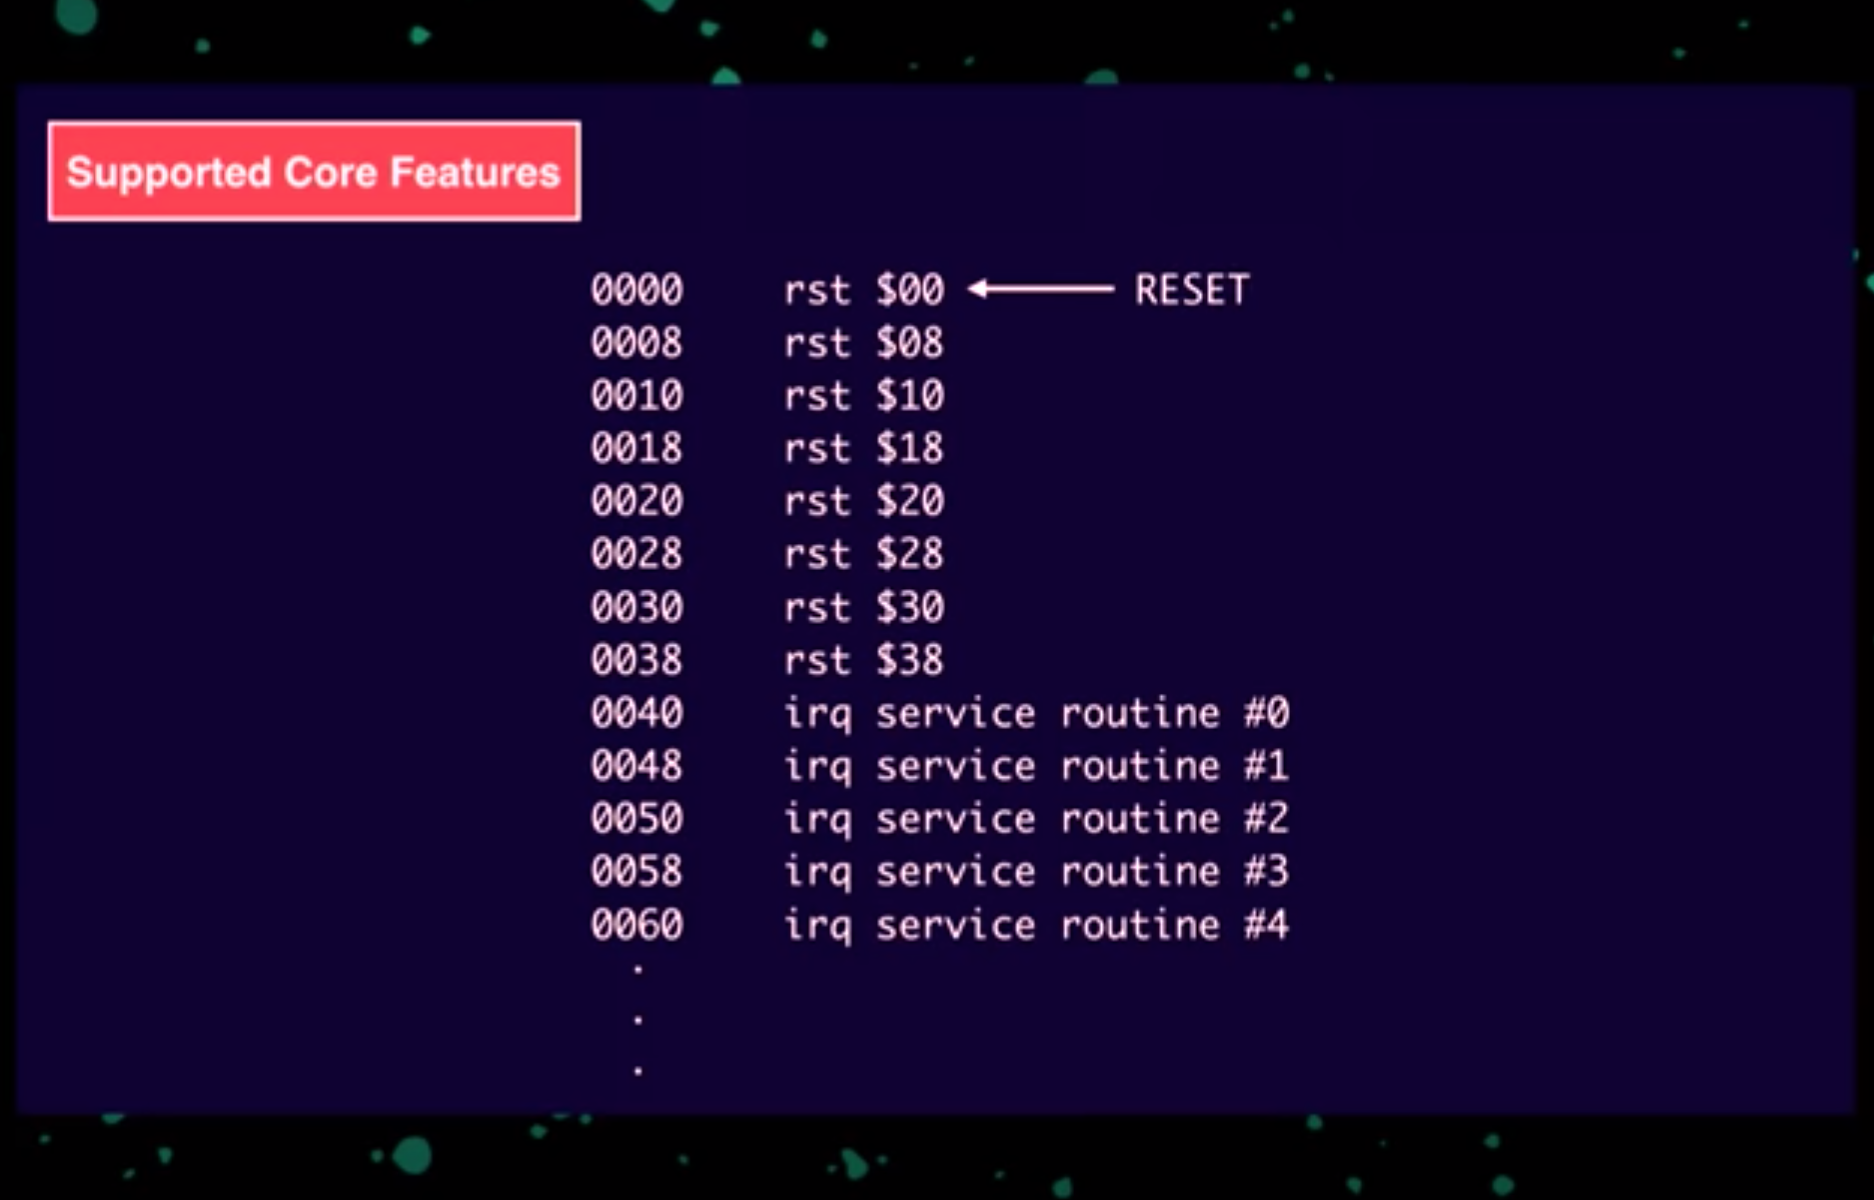 Supported Core Features
0000 rst $00 RESET
0008 rst $08
0010 rst $10
0018 rst $18
0020 rst $20
0028 rst $28
0030 rst $30
0038 rst $38
0040 irq service routine #0
0048 irq service routine #1
0050 irq service routine #2
0058 irq service routine #3
0060 irq service routine #4
.
.
.